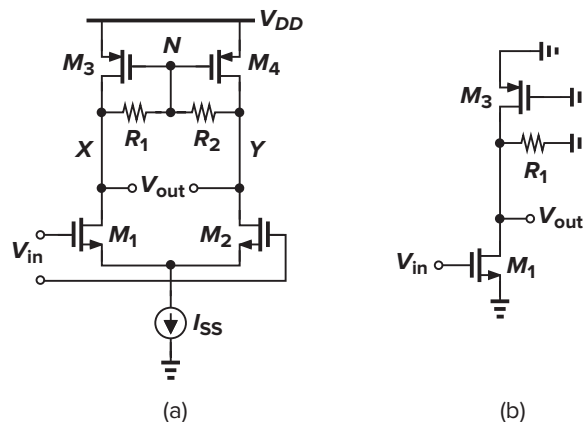 V_DD
N
M_3
M_4
R_1
R_2
X
Y
V_out
M_1
M_2
V_in
I_SS
(a)
M_3
R_1
V_out
V_in
M_1
(b)